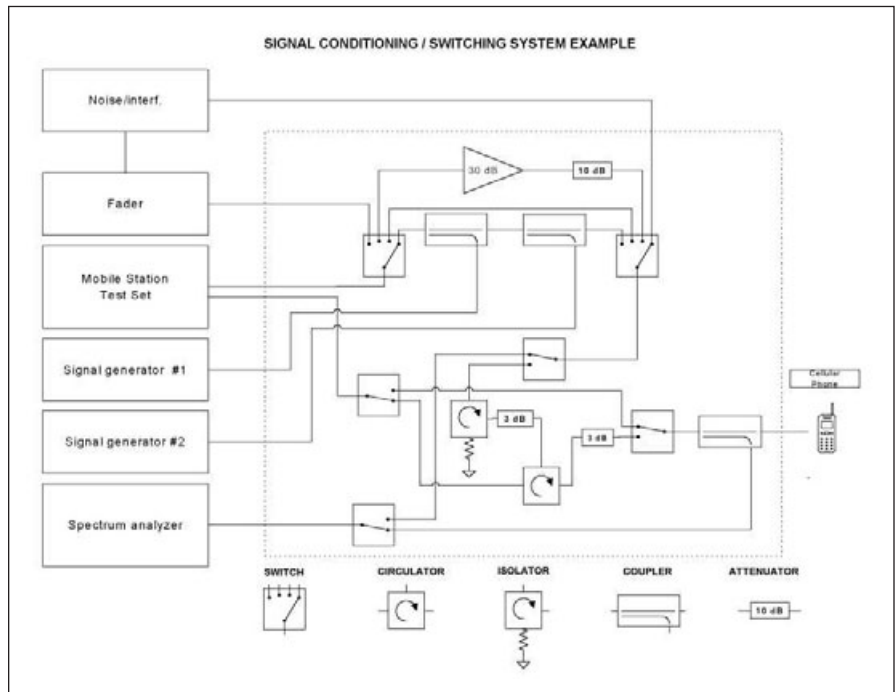 SIGNAL CONDITIONING / SWITCHING SYSTEM EXAMPLE
Noise/interf.
Fader
Mobile Station
Test Set
Signal generator #1
Signal generator #2
Spectrum analyzer
30 dB
10 dB
3 dB
3 dB
Cellular
Phone
SWITCH
CIRCULATOR
ISOLATOR
COUPLER
ATTENUATOR
10 dB